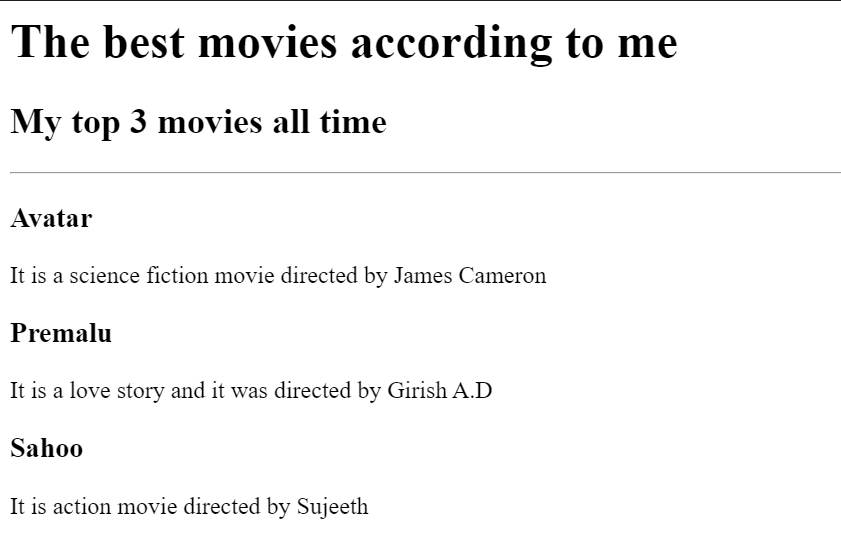 The best movies according to me
My top 3 movies all time
Avatar
It is a science fiction movie directed by James Cameron
Premalu
It is a love story and it was directed by Girish A.D
Sahoo
It is action movie directed by Sujeeth